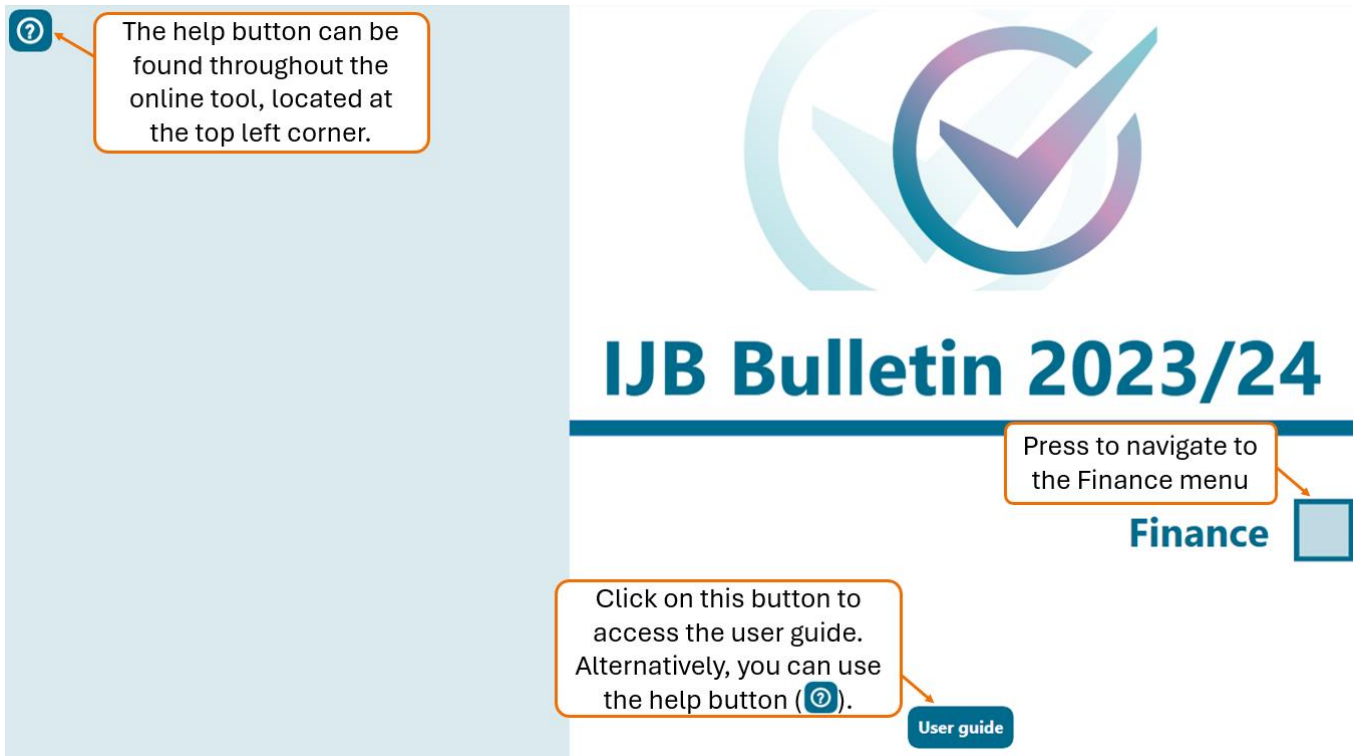 The help button can be
found throughout the
online tool, located at
the top left corner.
IJB Bulletin 2023/24
Press to navigate to
the Finance menu
Finance
Click on this button to
access the user guide.
Alternatively, you can use
the help button (?).
User guide